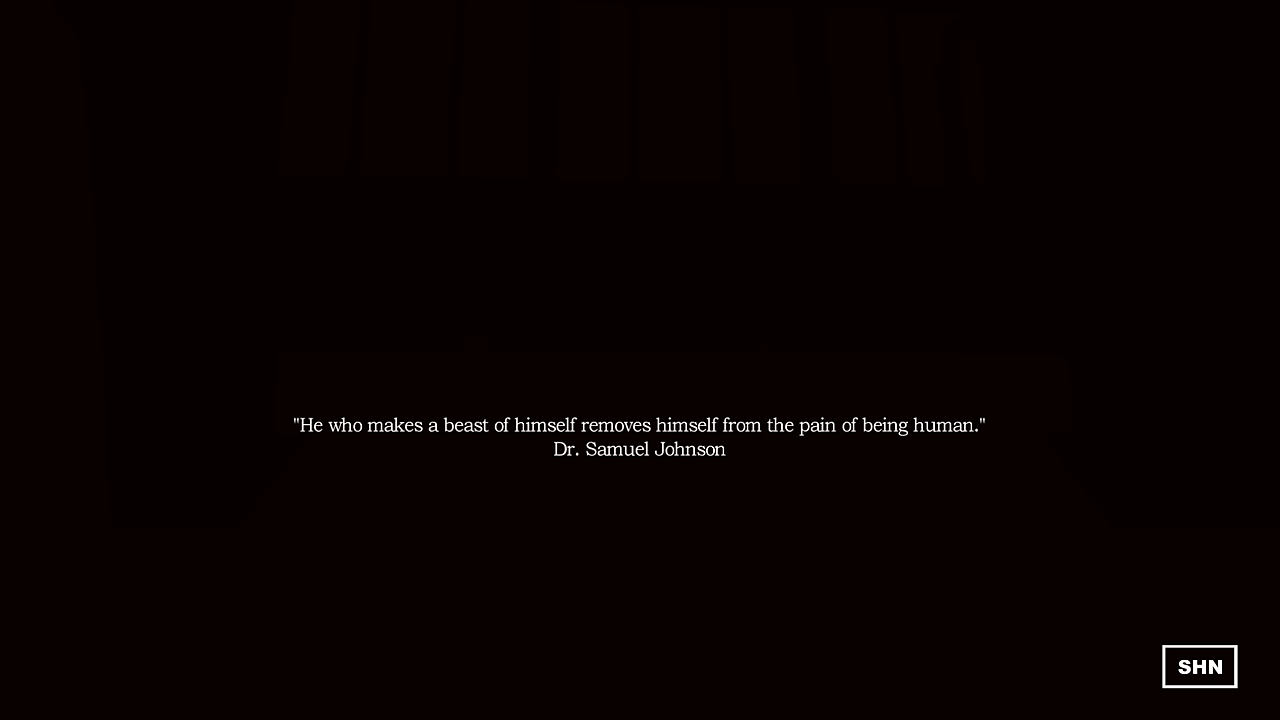 "He who makes a beast of himself removes himself from the pain of being human."
Dr. Samuel Johnson
SHN